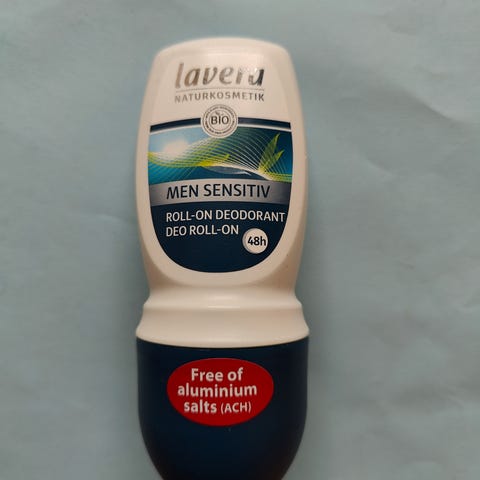 lavera
NATURKOSMETIK
BIO
MEN SENSITIV
ROLL-ON DEODORANT
DEO ROLL-ON
48h
Free of
aluminium
salts (ACH)